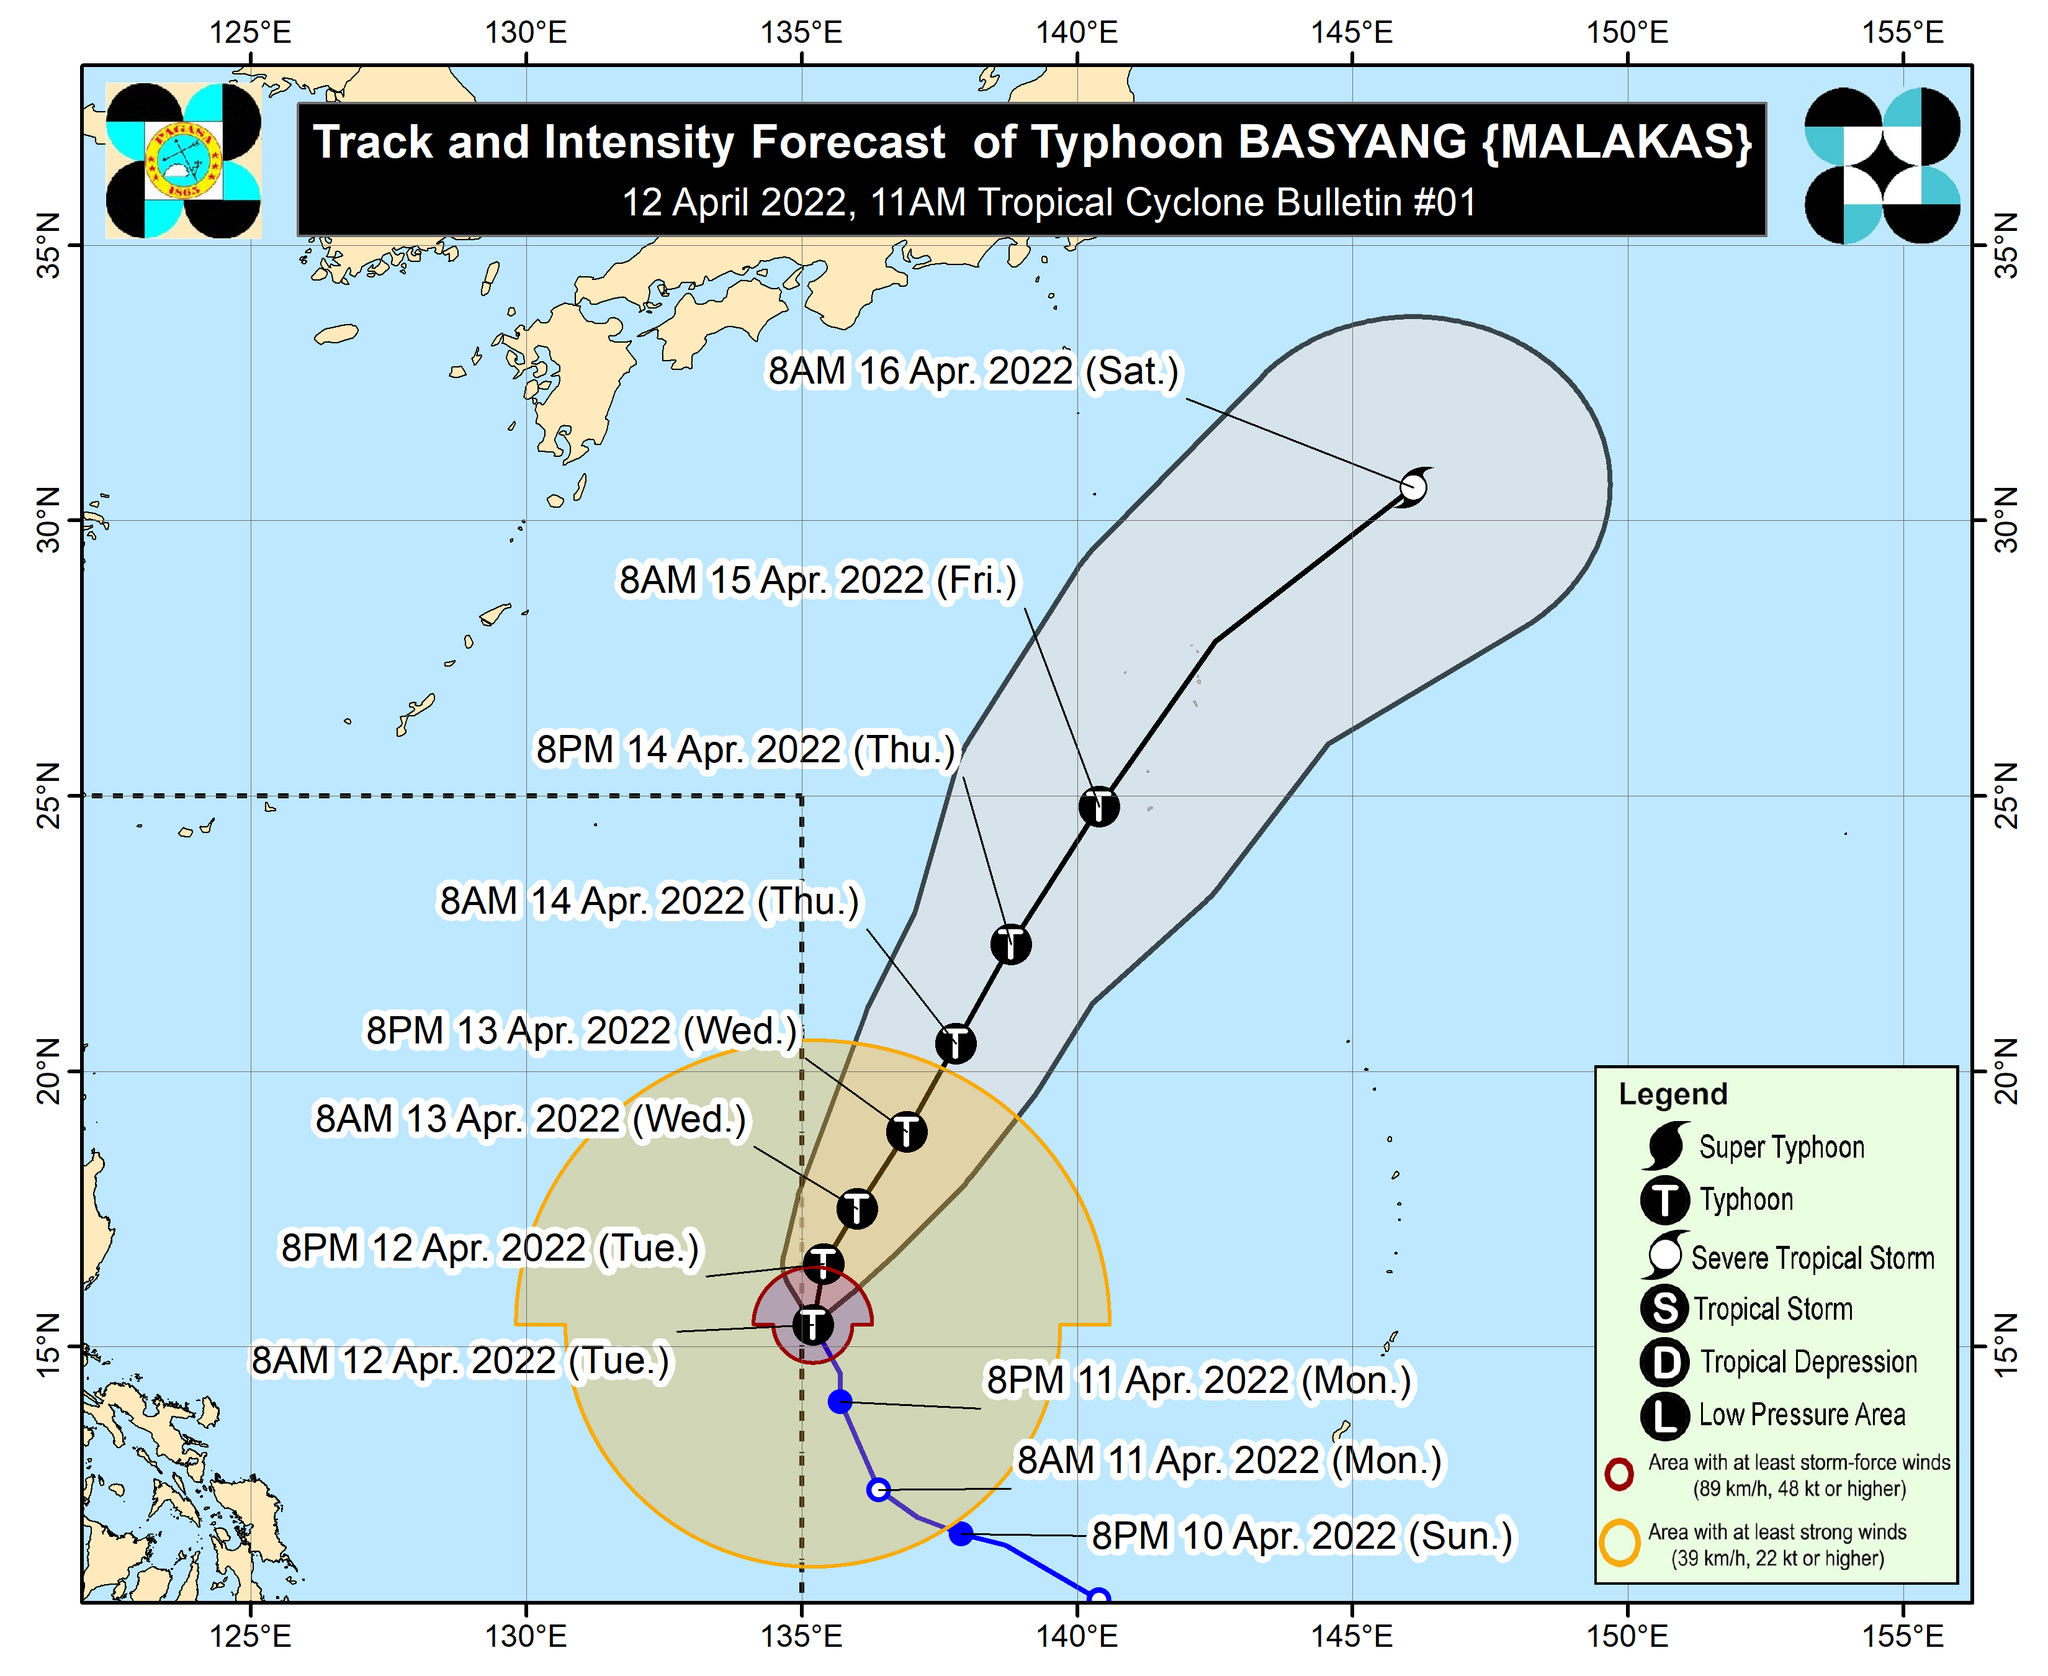 125°E 130°E 135°E 140°E 145°E 150°E 155°E
PAGASA
1865
Track and Intensity Forecast of Typhoon BASYANG {MALAKAS}
12 April 2022, 11AM Tropical Cyclone Bulletin #01
35°N 35°N
8AM 16 Apr. 2022 (Sat.)
30°N 30°N
8AM 15 Apr. 2022 (Fri.)
8PM 14 Apr. 2022 (Thu.)
25°N 25°N
T
8AM 14 Apr. 2022 (Thu.)
T
8PM 13 Apr. 2022 (Wed.)
T
20°N 20°N
8AM 13 Apr. 2022 (Wed.)
T
T
8PM 12 Apr. 2022 (Tue.)
T
T
8AM 12 Apr. 2022 (Tue.)
15°N 15°N
8PM 11 Apr. 2022 (Mon.)
8AM 11 Apr. 2022 (Mon.)
8PM 10 Apr. 2022 (Sun.)
Legend
Super Typhoon
T Typhoon
Severe Tropical Storm
S Tropical Storm
D Tropical Depression
L Low Pressure Area
Area with at least storm-force winds
(89 km/h, 48 kt or higher)
Area with at least strong winds
(39 km/h, 22 kt or higher)
125°E 130°E 135°E 140°E 145°E 150°E 155°E